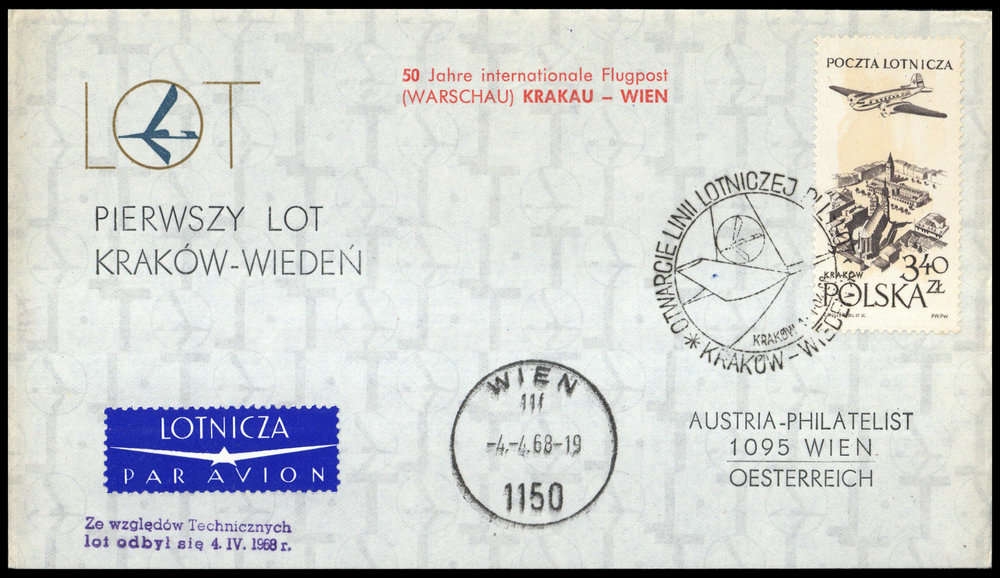 LOT
PIERWSZY LOT
KRAKÓW-WIEDEŃ
50 Jahre internationale Flugpost
(WARSCHAU) KRAKAU – WIEN
POCZTA LOTNICZA
KRAKÓW
3.40
ZŁ
POLSKA
OTWARCIE LINII LOTNICZEJ PLL
KRAKÓW
* KRAKÓW – WIEDEŃ
WIEN
11f
-4.-4.68-19
1150
AUSTRIA-PHILATELIST
1095 WIEN
OESTERREICH
LOTNICZA
PAR AVION
Ze względów Technicznych
lot odbył się 4. IV. 1968 r.